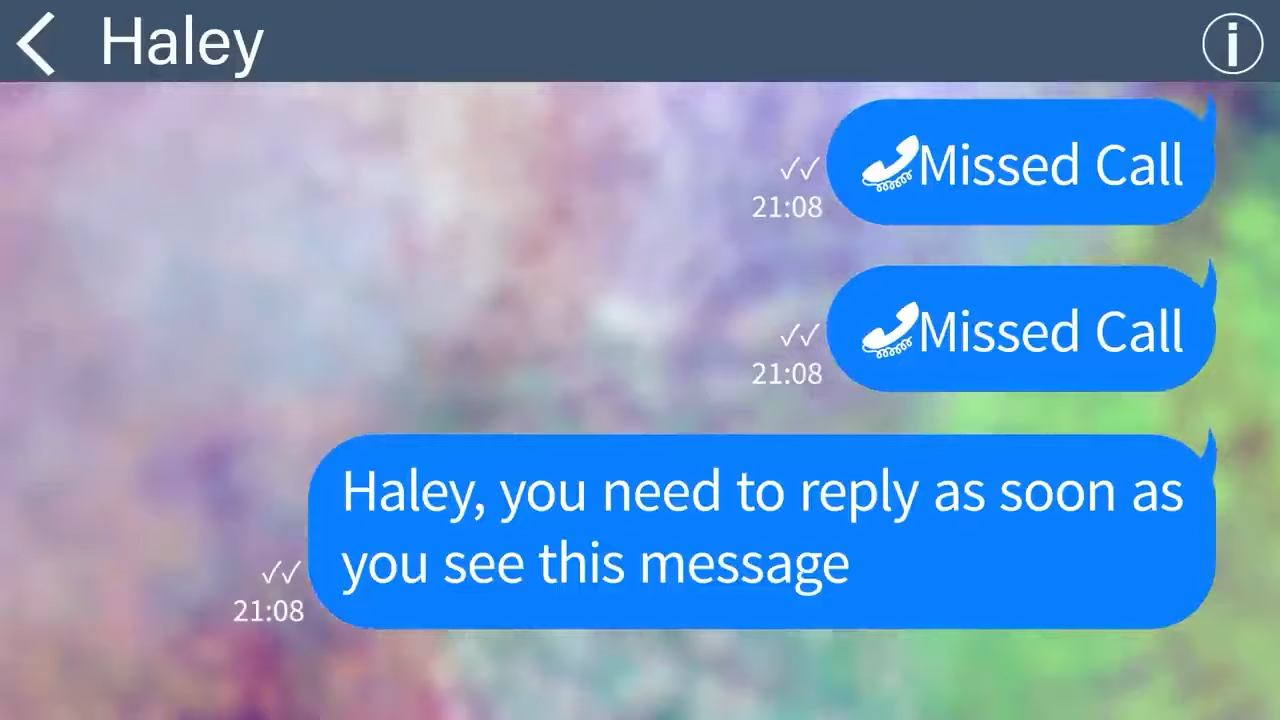 Haley
Missed Call
21:08
Missed Call
21:08
Haley, you need to reply as soon as
you see this message
21:08